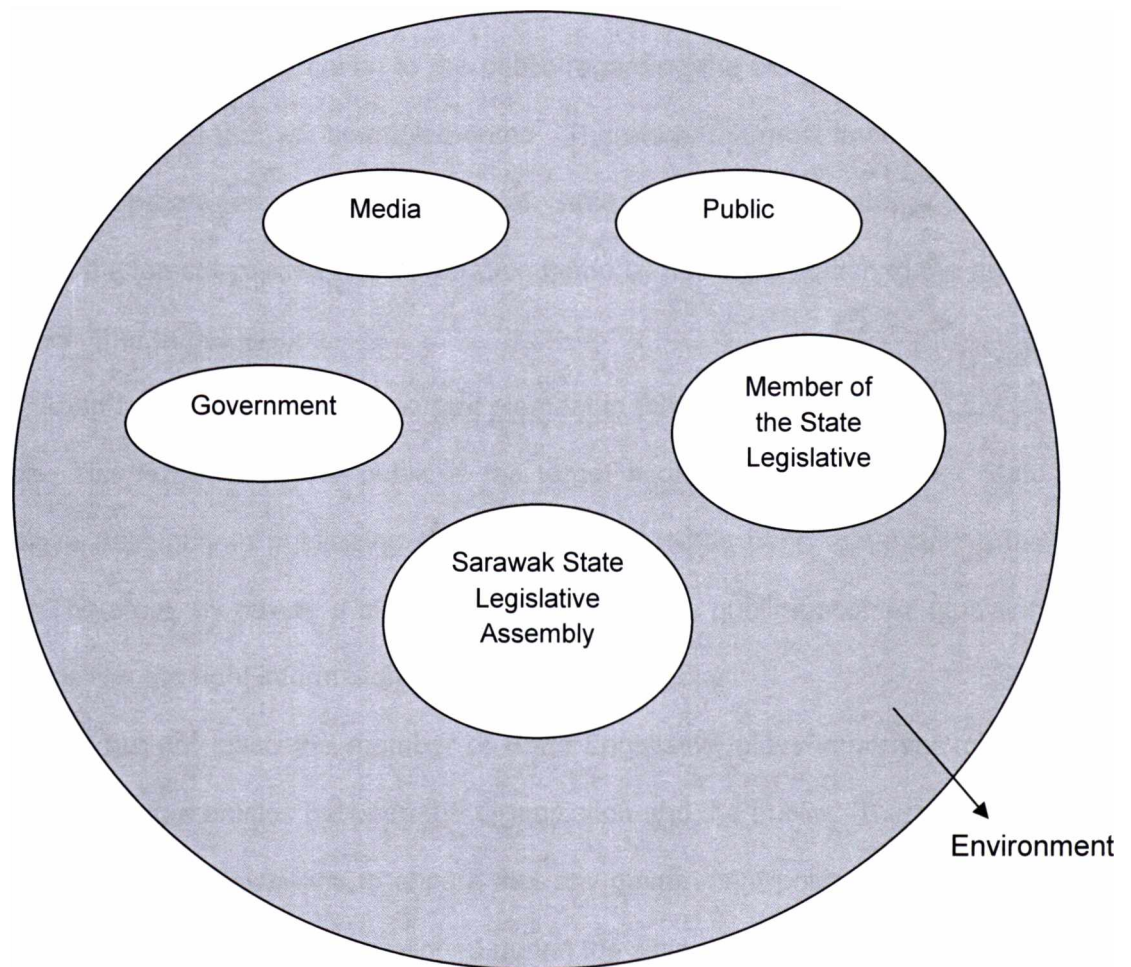 Media
Public
Government
Member of
the State
Legislative
Sarawak State
Legislative
Assembly
Environment